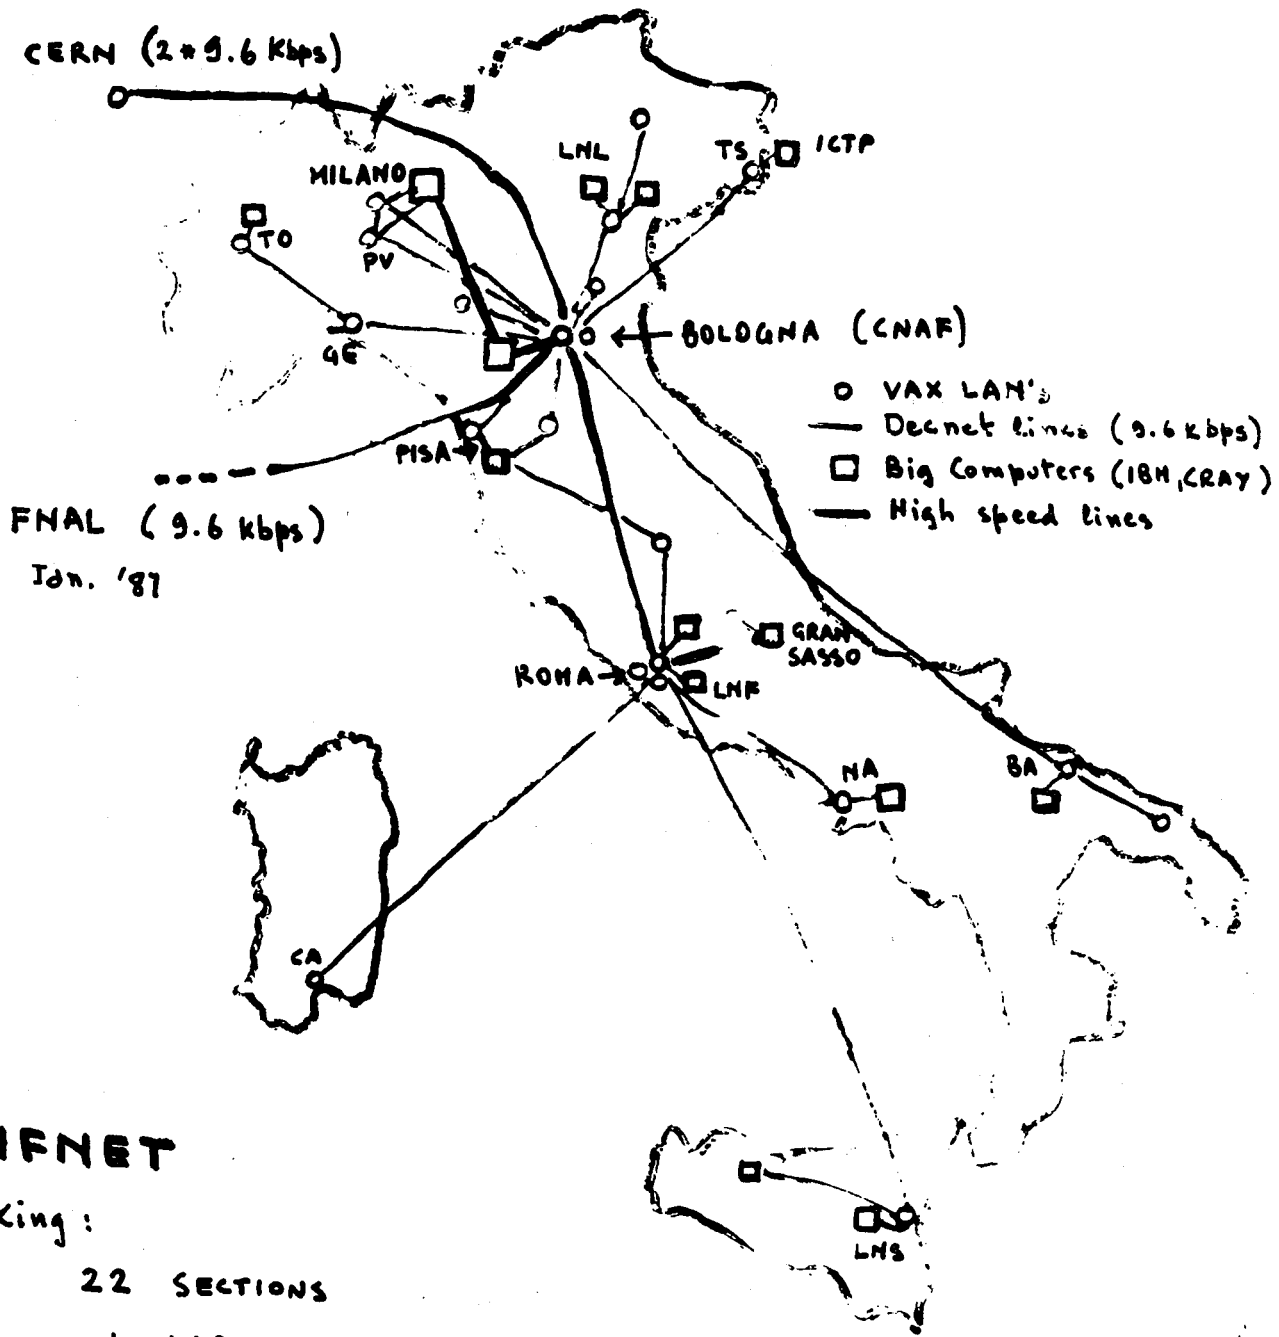 CERN (2*9.6 Kbps)
LNL
TS
ICTP
MILANO
TO
PV
GE
BOLOGNA (CNAF)
VAX LAN's
Decnet lines (9.6 Kbps)
Big Computers (IBM, CRAY)
High speed lines
PISA
FNAL (9.6 Kbps)
Jan. '87
GRAN
SASSO
ROMA
LNF
NA
BA
CA
LNS
NFNET
King:
22 SECTIONS